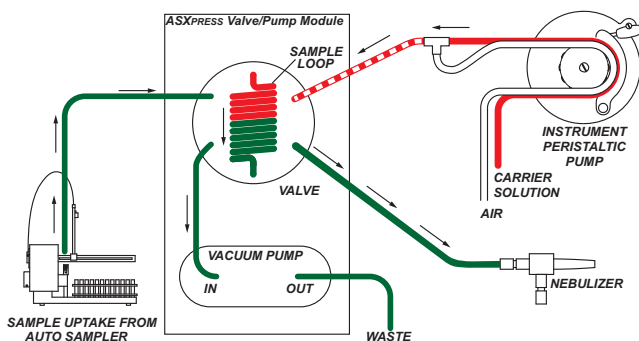 ASXPRESS Valve/Pump Module
SAMPLE
LOOP
INSTRUMENT
PERISTALTIC
PUMP
CARRIER
SOLUTION
AIR
VALVE
VACUUM PUMP
IN
OUT
NEBULIZER
SAMPLE UPTAKE FROM
AUTO SAMPLER
WASTE